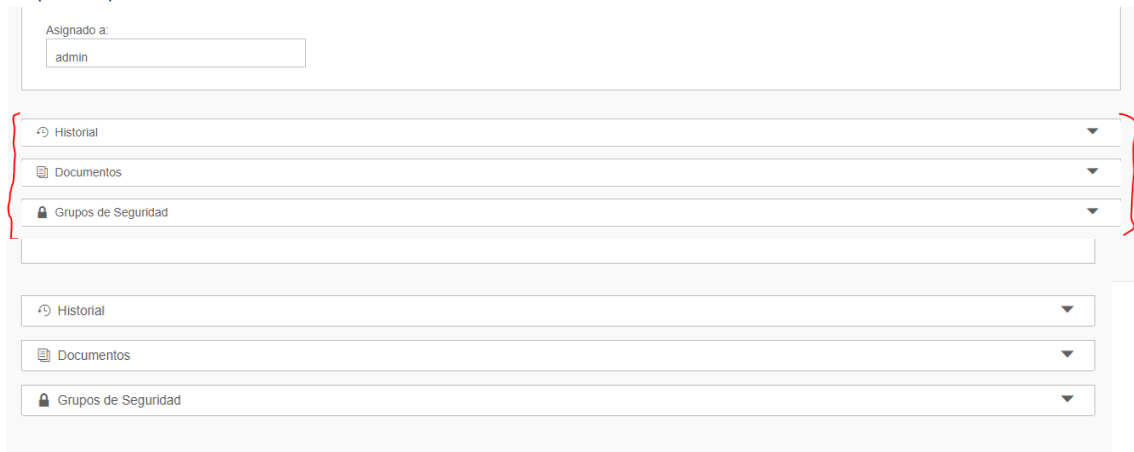 Asignado a:
admin
Historial
Documentos
Grupos de Seguridad
Historial
Documentos
Grupos de Seguridad